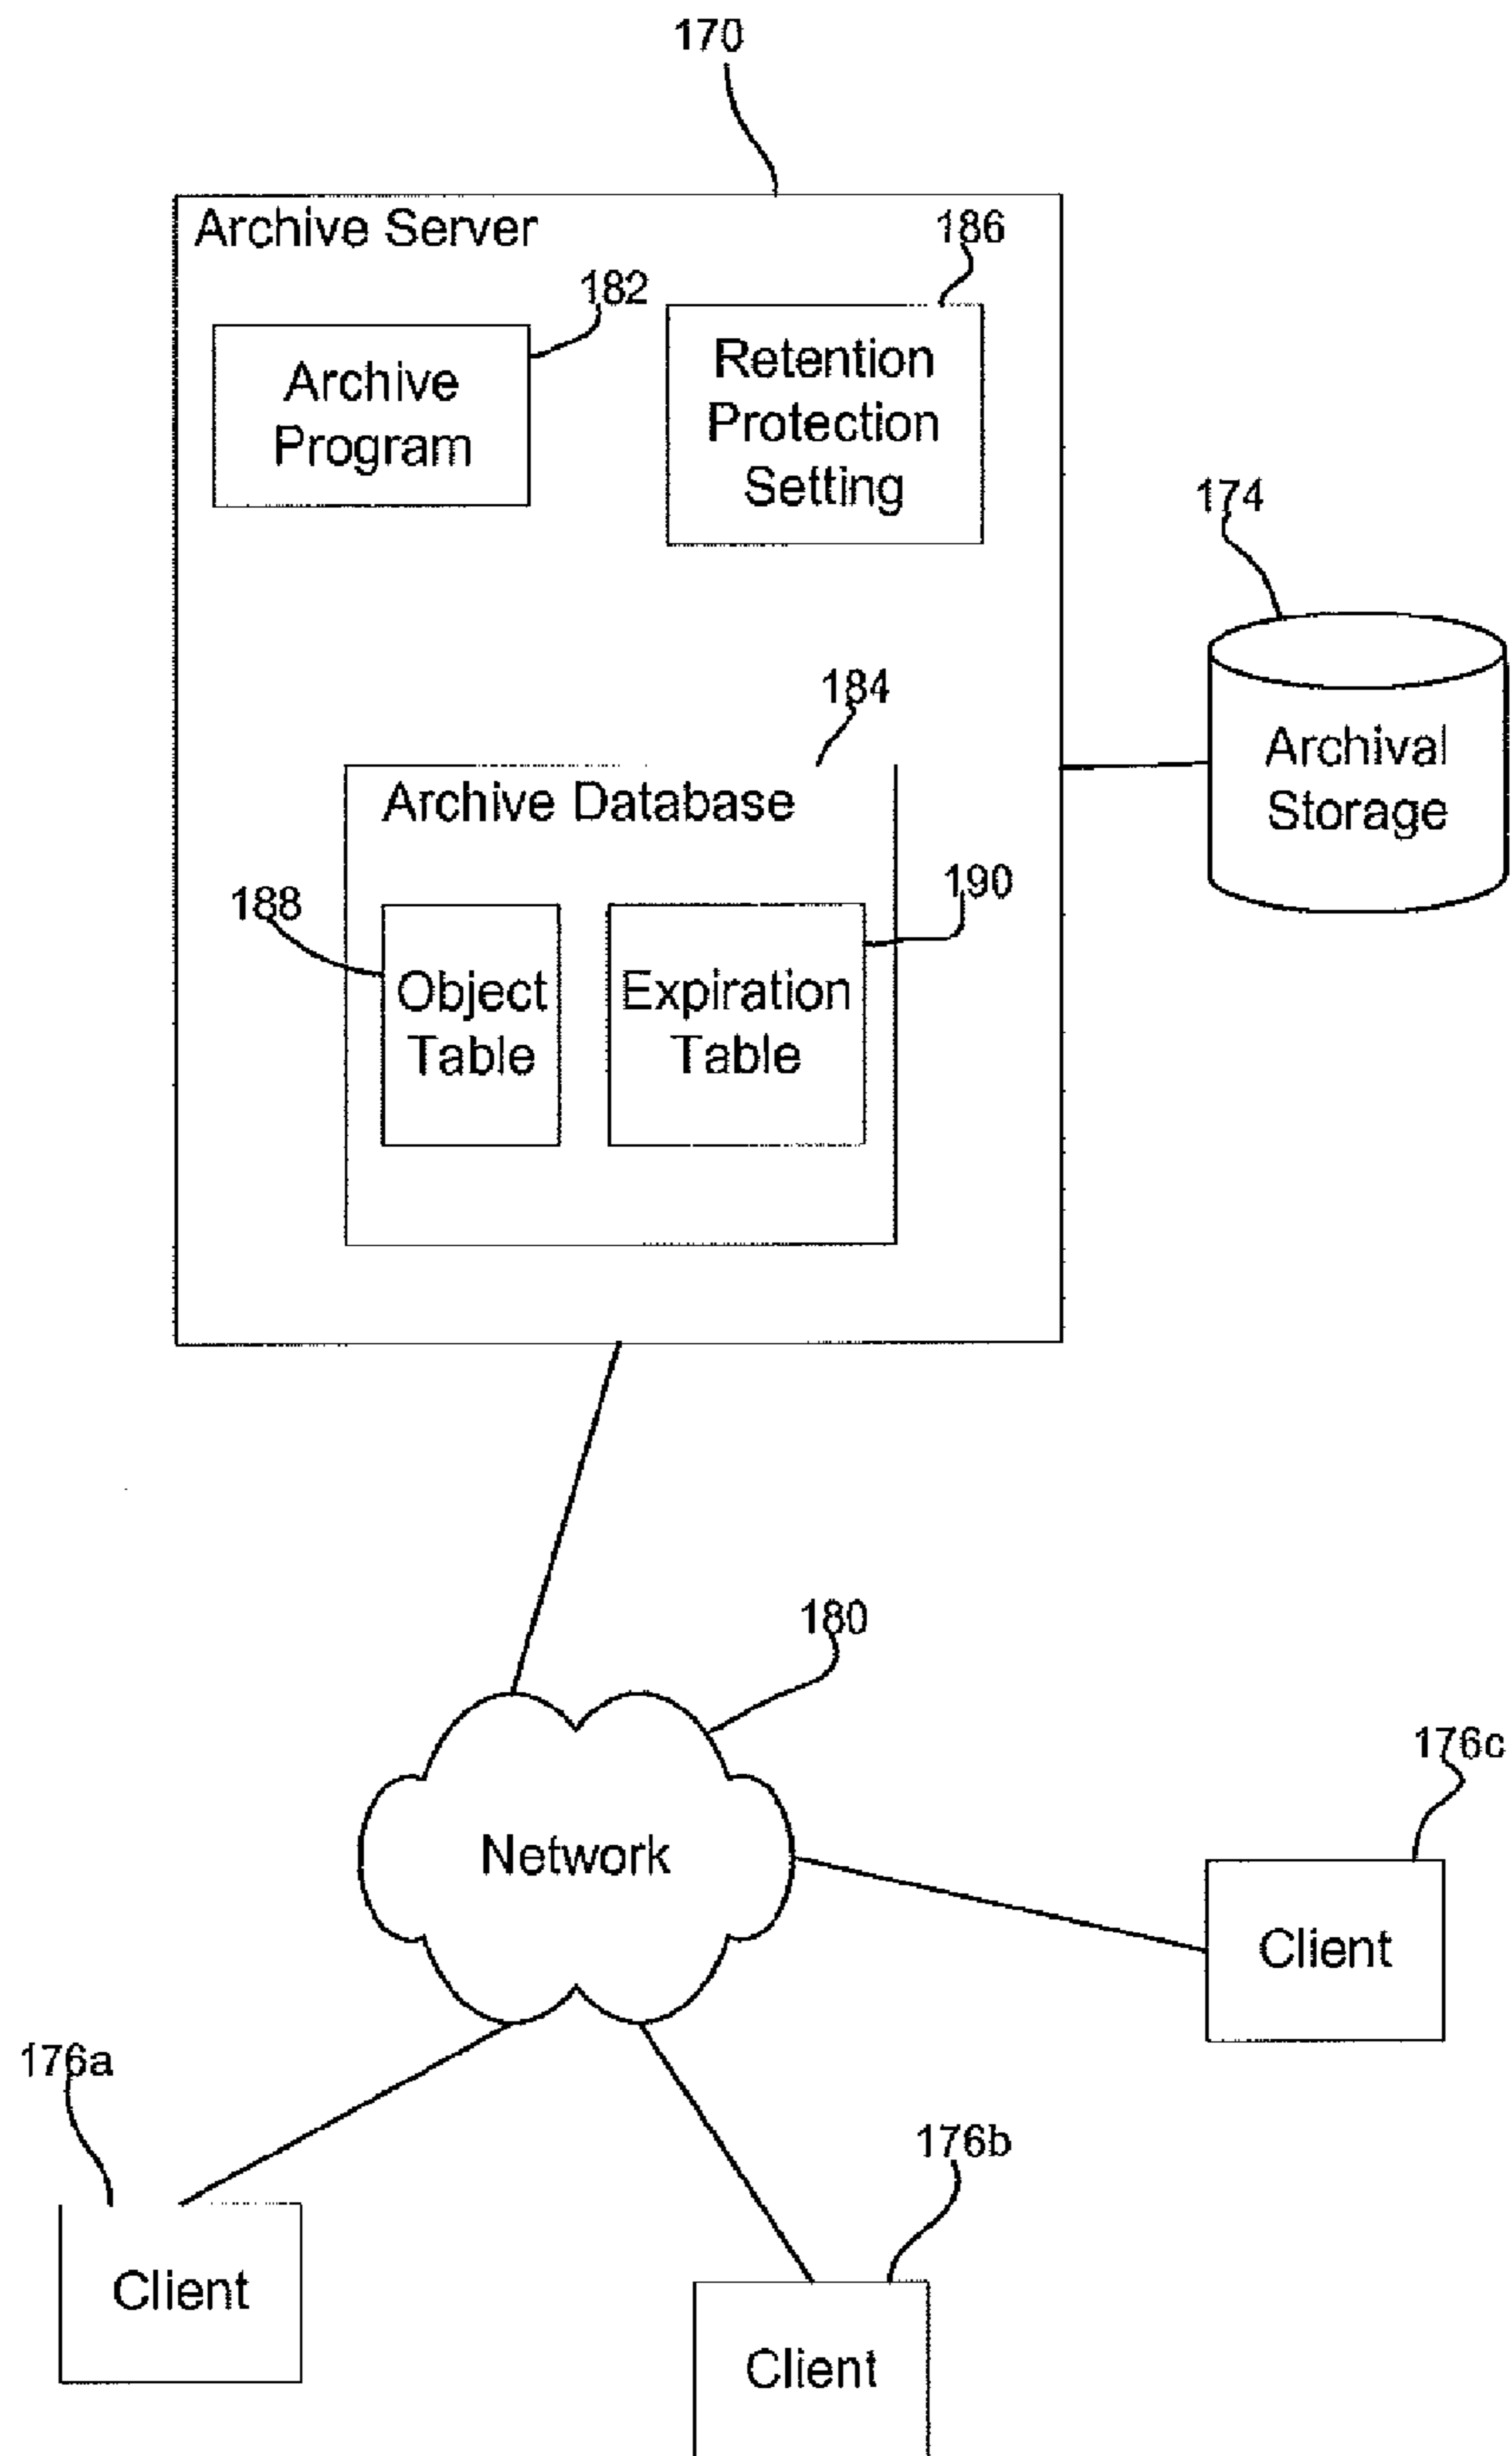 170
Archive Server
186
182
Archive
Program
Retention
Protection
Setting
174
184
Archival
Storage
Archive Database
188
190
Object
Table
Expiration
Table
180
176c
Network
Client
176a
176b
Client
Client